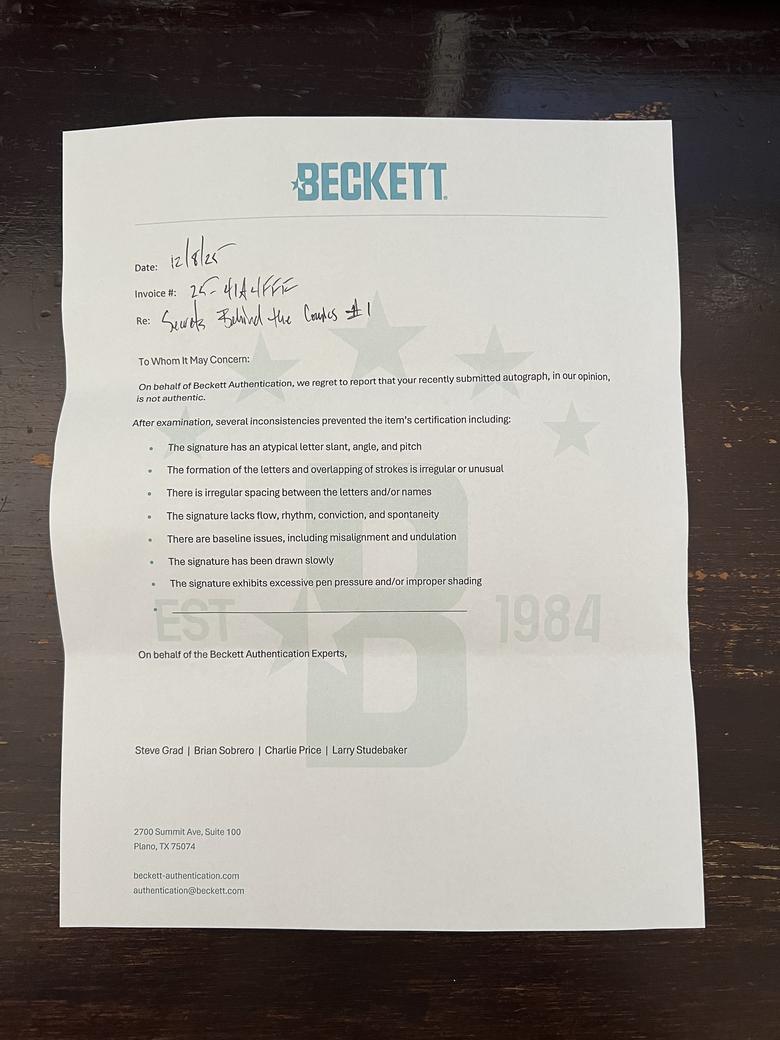 BECKETT
Date: 12/8/25
Invoice #: 25-41A4FFE
Re: Secrets Behind the Comics #1
To Whom It May Concern:
On behalf of Beckett Authentication, we regret to report that your recently submitted autograph, in our opinion,
is not authentic.
After examination, several inconsistencies prevented the item's certification including:
• The signature has an atypical letter slant, angle, and pitch
• The formation of the letters and overlapping of strokes is irregular or unusual
• There is irregular spacing between the letters and/or names
• The signature lacks flow, rhythm, conviction, and spontaneity
• There are baseline issues, including misalignment and undulation
• The signature has been drawn slowly
• The signature exhibits excessive pen pressure and/or improper shading
EST B 1984
On behalf of the Beckett Authentication Experts,
Steve Grad | Brian Sobrero | Charlie Price | Larry Studebaker
2700 Summit Ave, Suite 100
Plano, TX 75074
beckett-authentication.com
authentication@beckett.com